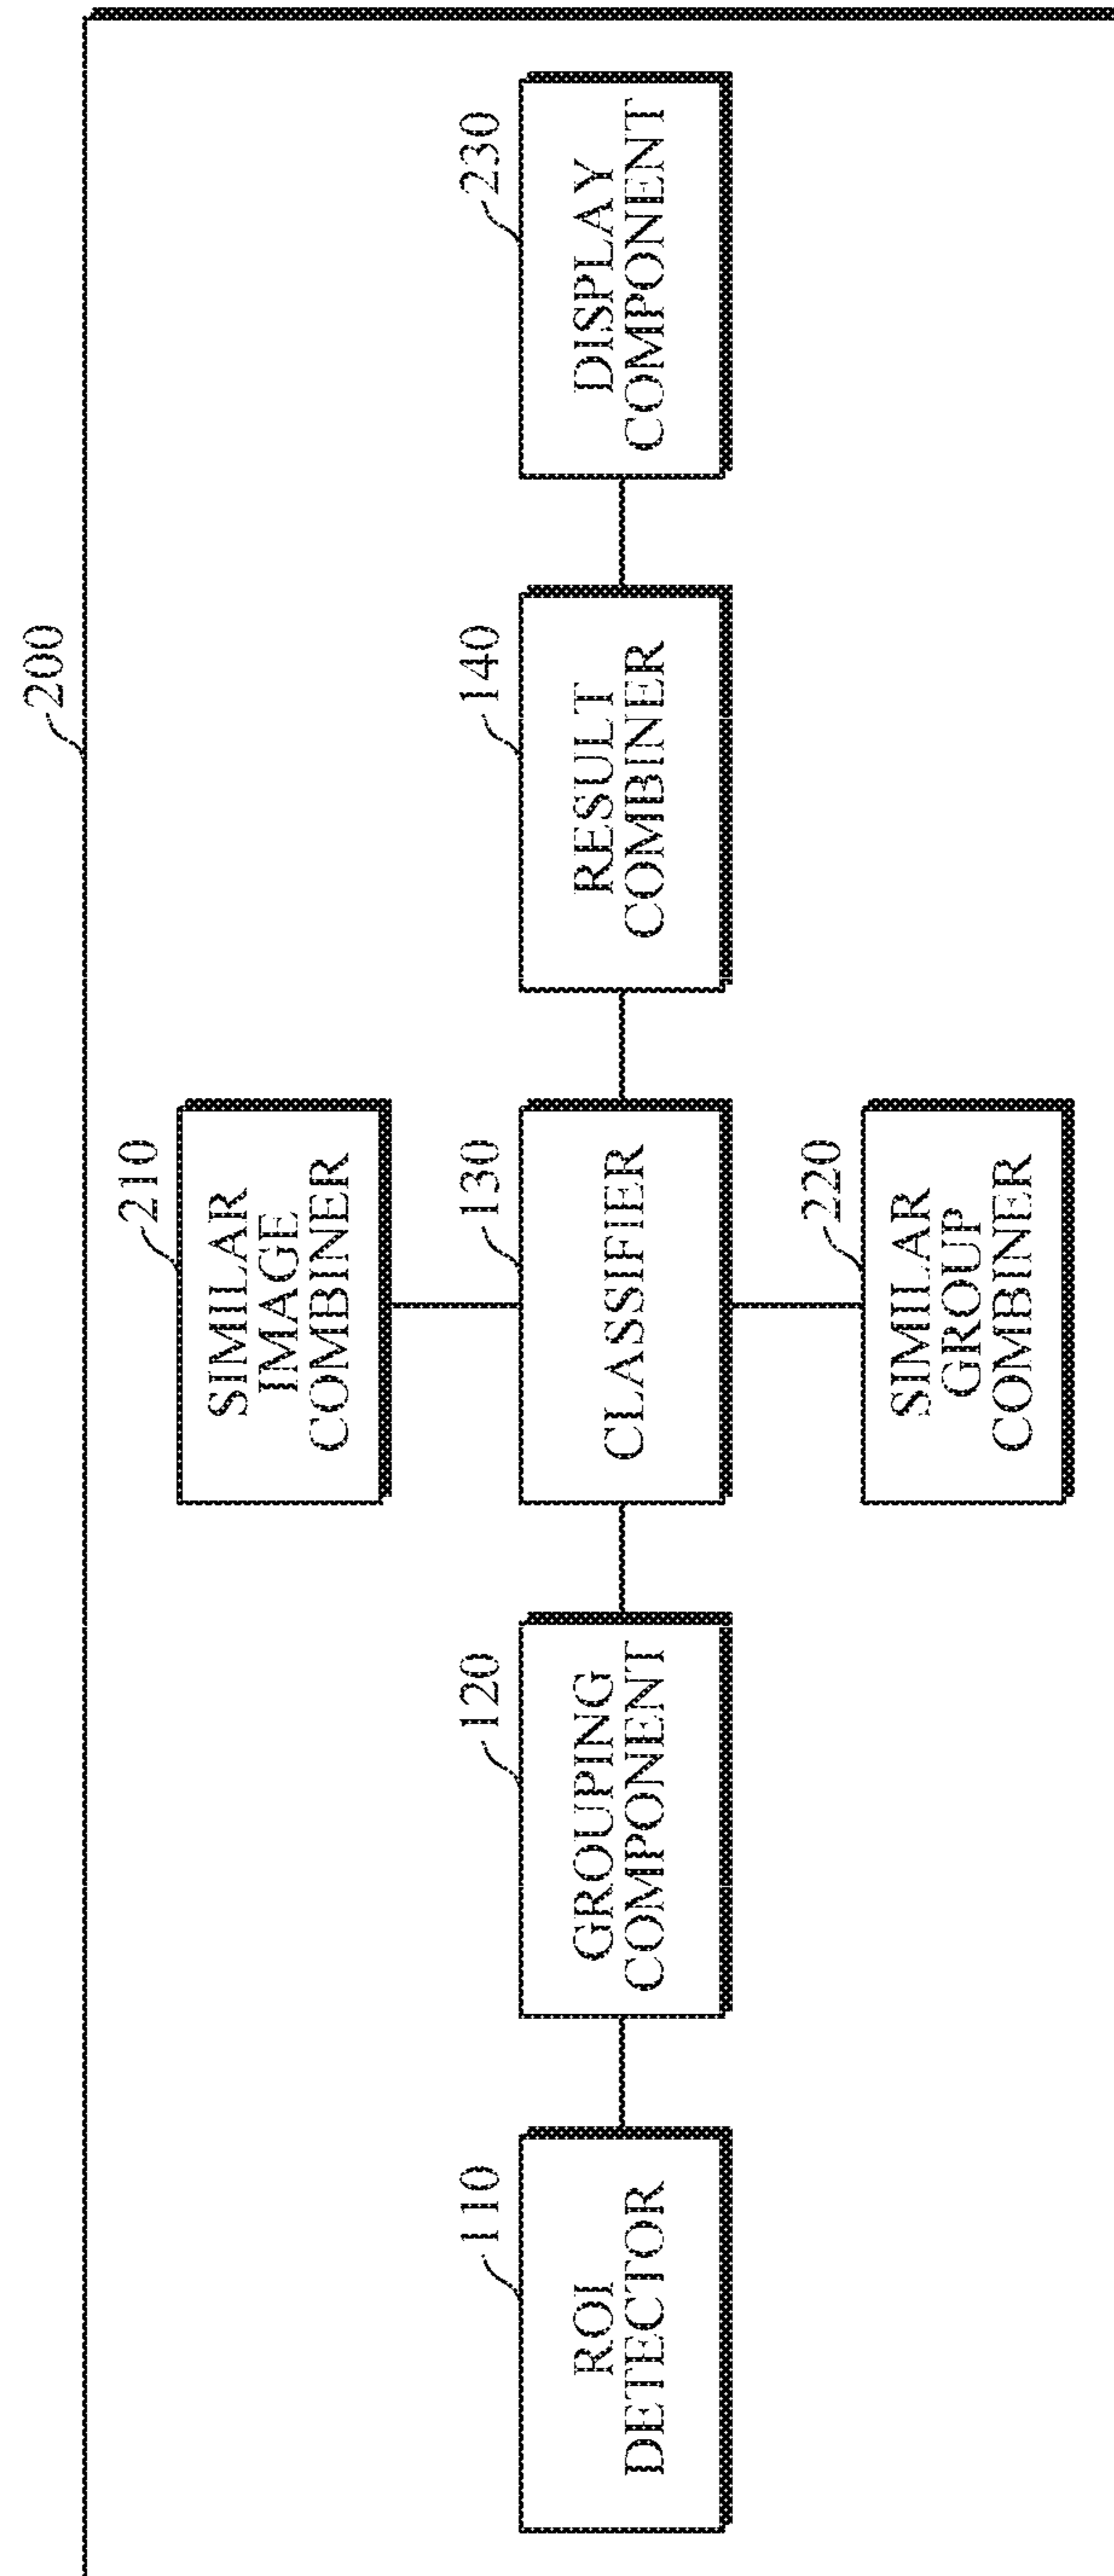 200
210
SIMILAR
IMAGE
COMBINER
110
ROI
DETECTOR
120
GROUPING
COMPONENT
130
CLASSIFIER
140
RESULT
COMBINER
230
DISPLAY
COMPONENT
220
SIMILAR
GROUP
COMBINER